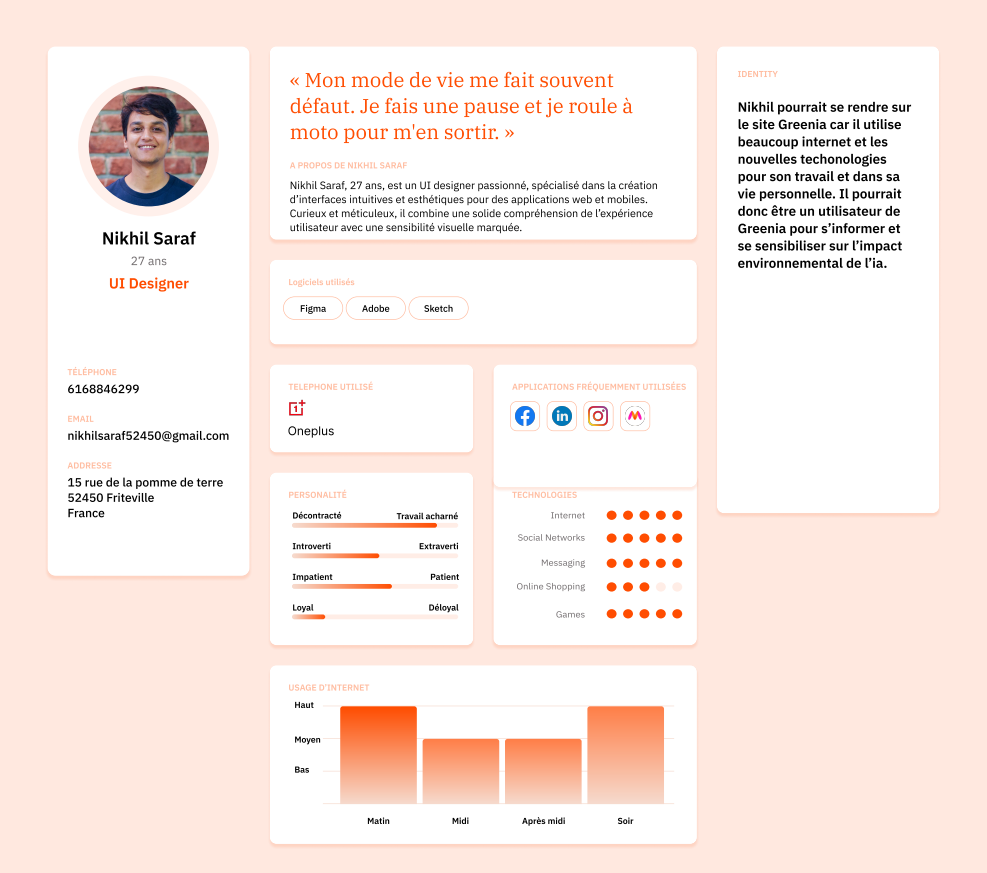 Nikhil Saraf
27 ans
UI Designer
TÉLÉPHONE
6168846299
EMAIL
nikhilsaraf52450@gmail.com
ADDRESSE
15 rue de la pomme de terre
52450 Friteville
France
« Mon mode de vie me fait souvent
défaut. Je fais une pause et je roule à
moto pour m'en sortir. »
A PROPOS DE NIKHIL SARAF
Nikhil Saraf, 27 ans, est un UI designer passionné, spécialisé dans la création
d'interfaces intuitives et esthétiques pour des applications web et mobiles.
Curieux et méticuleux, il combine une solide compréhension de l'expérience
utilisateur avec une sensibilité visuelle marquée.
Logiciels utilisés
Figma Adobe Sketch
TELEPHONE UTILISÉ
1
Oneplus
APPLICATIONS FRÉQUEMMENT UTILISÉES
in
PERSONALITÉ
Décontracté Travail acharné
Introverti Extraverti
Impatient Patient
Loyal Déloyal
TECHNOLOGIES
Internet
Social Networks
Messaging
Online Shopping
Games
USAGE D'INTERNET
Haut
Moyen
Bas
Matin Midi Après midi Soir
IDENTITY
Nikhil pourrait se rendre sur
le site Greenia car il utilise
beaucoup internet et les
nouvelles techonologies
pour son travail et dans sa
vie personnelle. Il pourrait
donc être un utilisateur de
Greenia pour s'informer et
se sensibiliser sur l'impact
environnemental de l'ia.